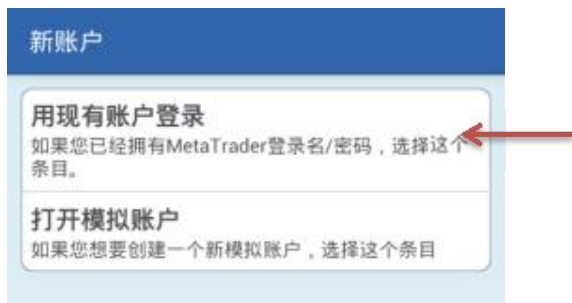 新账户
用现有账户登录
如果您已经拥有MetaTrader登录名/密码，选择这个
条目。
打开模拟账户
如果您想要创建一个新模拟账户，选择这个条目